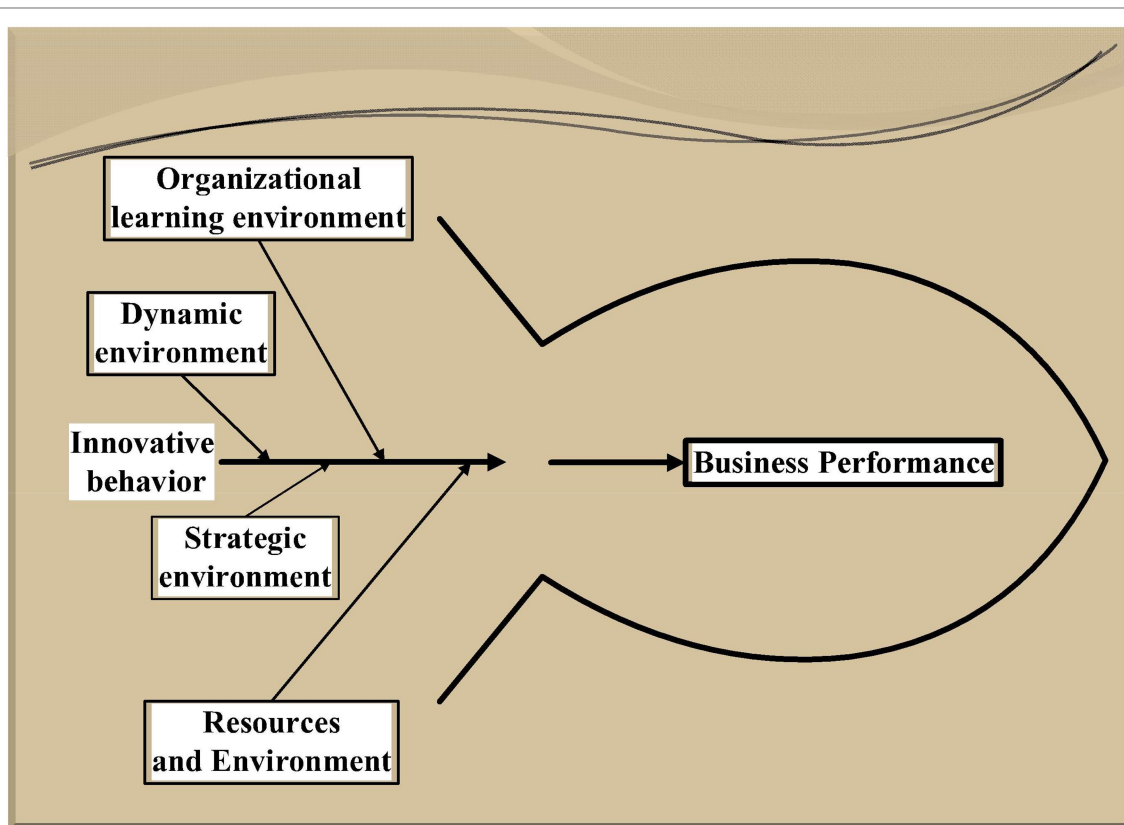 Organizational
learning environment
Dynamic
environment
Innovative
behavior
Business Performance
Strategic
environment
Resources
and Environment